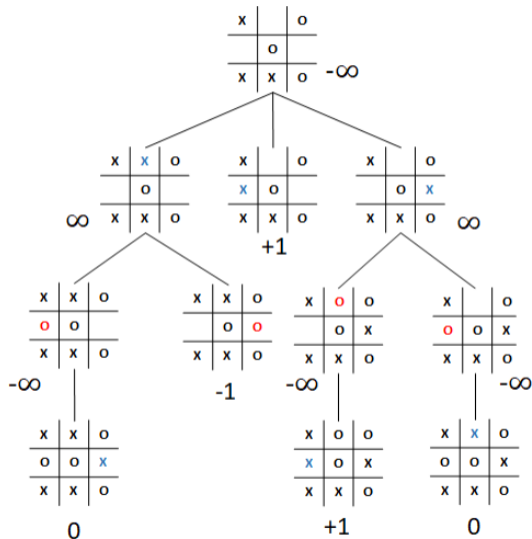 X O
O
X X O -∞
X X O X O X O
O X O O X
∞ X X O X X O X X O ∞
+1
X X O X X O X O O X O
O O O O O X O O X
X X O X X O X X O X X O
-∞ -1 -∞ -∞
X X O X O O X X O
O O X X O X O O X
X X O X X O X X O
0 +1 0